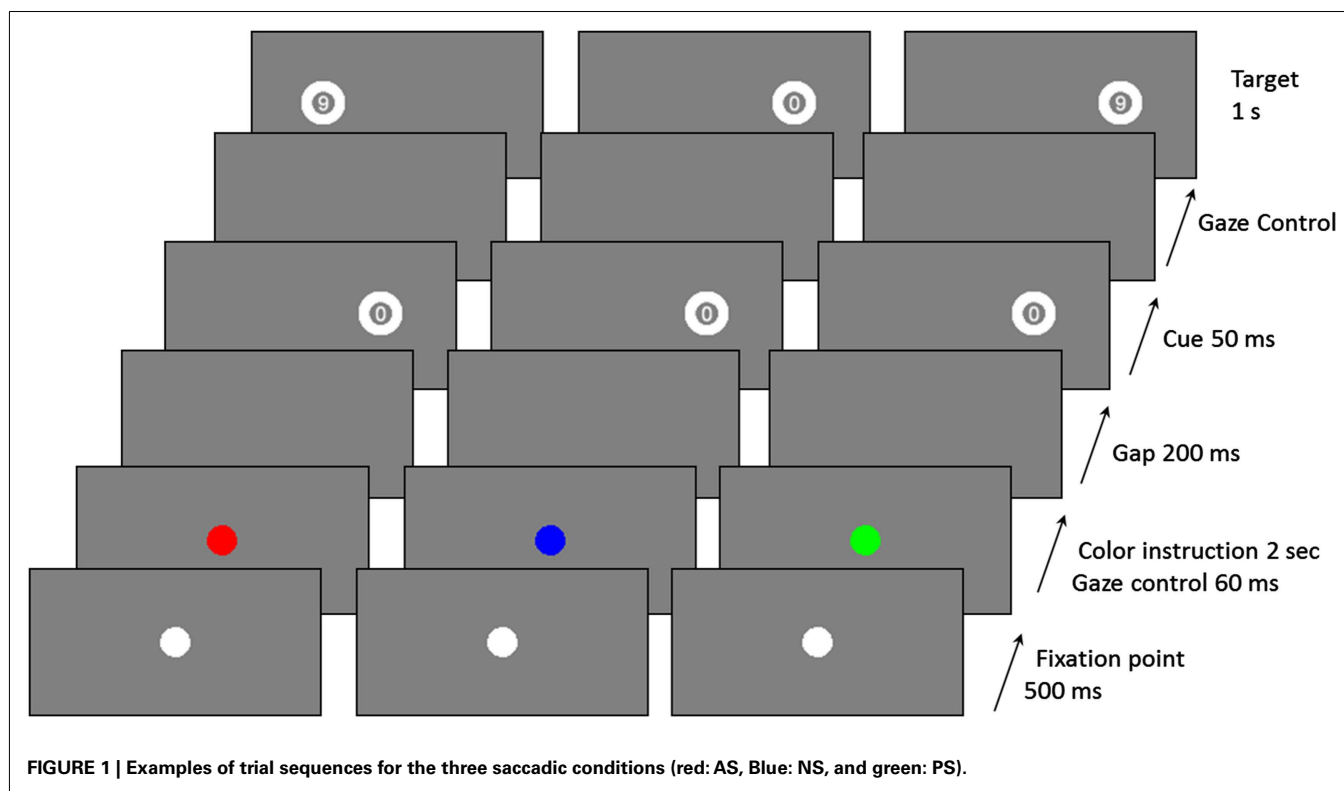 9 0 9
Target
1 s
Gaze Control
0 0 0
Cue 50 ms
Gap 200 ms
Color instruction 2 sec
Gaze control 60 ms
Fixation point
500 ms
FIGURE 1 | Examples of trial sequences for the three saccadic conditions (red: AS, Blue: NS, and green: PS).